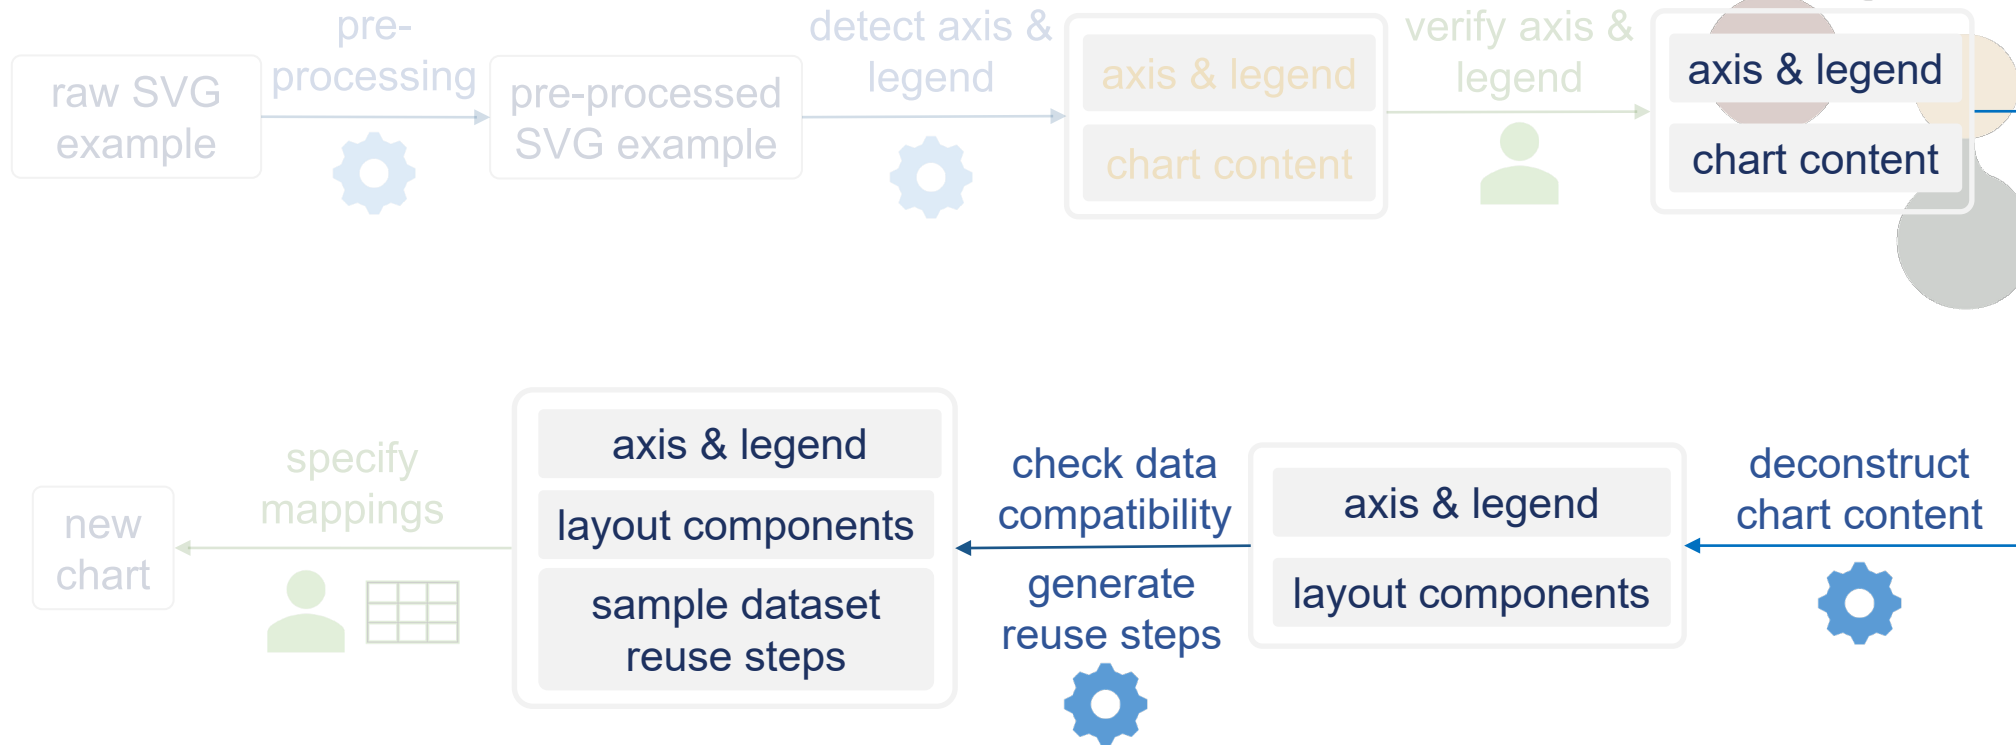 pre-
processing
raw SVG
example
pre-processed
SVG example
detect axis &
legend
axis & legend
chart content
verify axis &
legend
axis & legend
chart content
deconstruct
chart content
axis & legend
layout components
check data
compatibility
generate
reuse steps
axis & legend
layout components
sample dataset
reuse steps
specify
mappings
new
chart